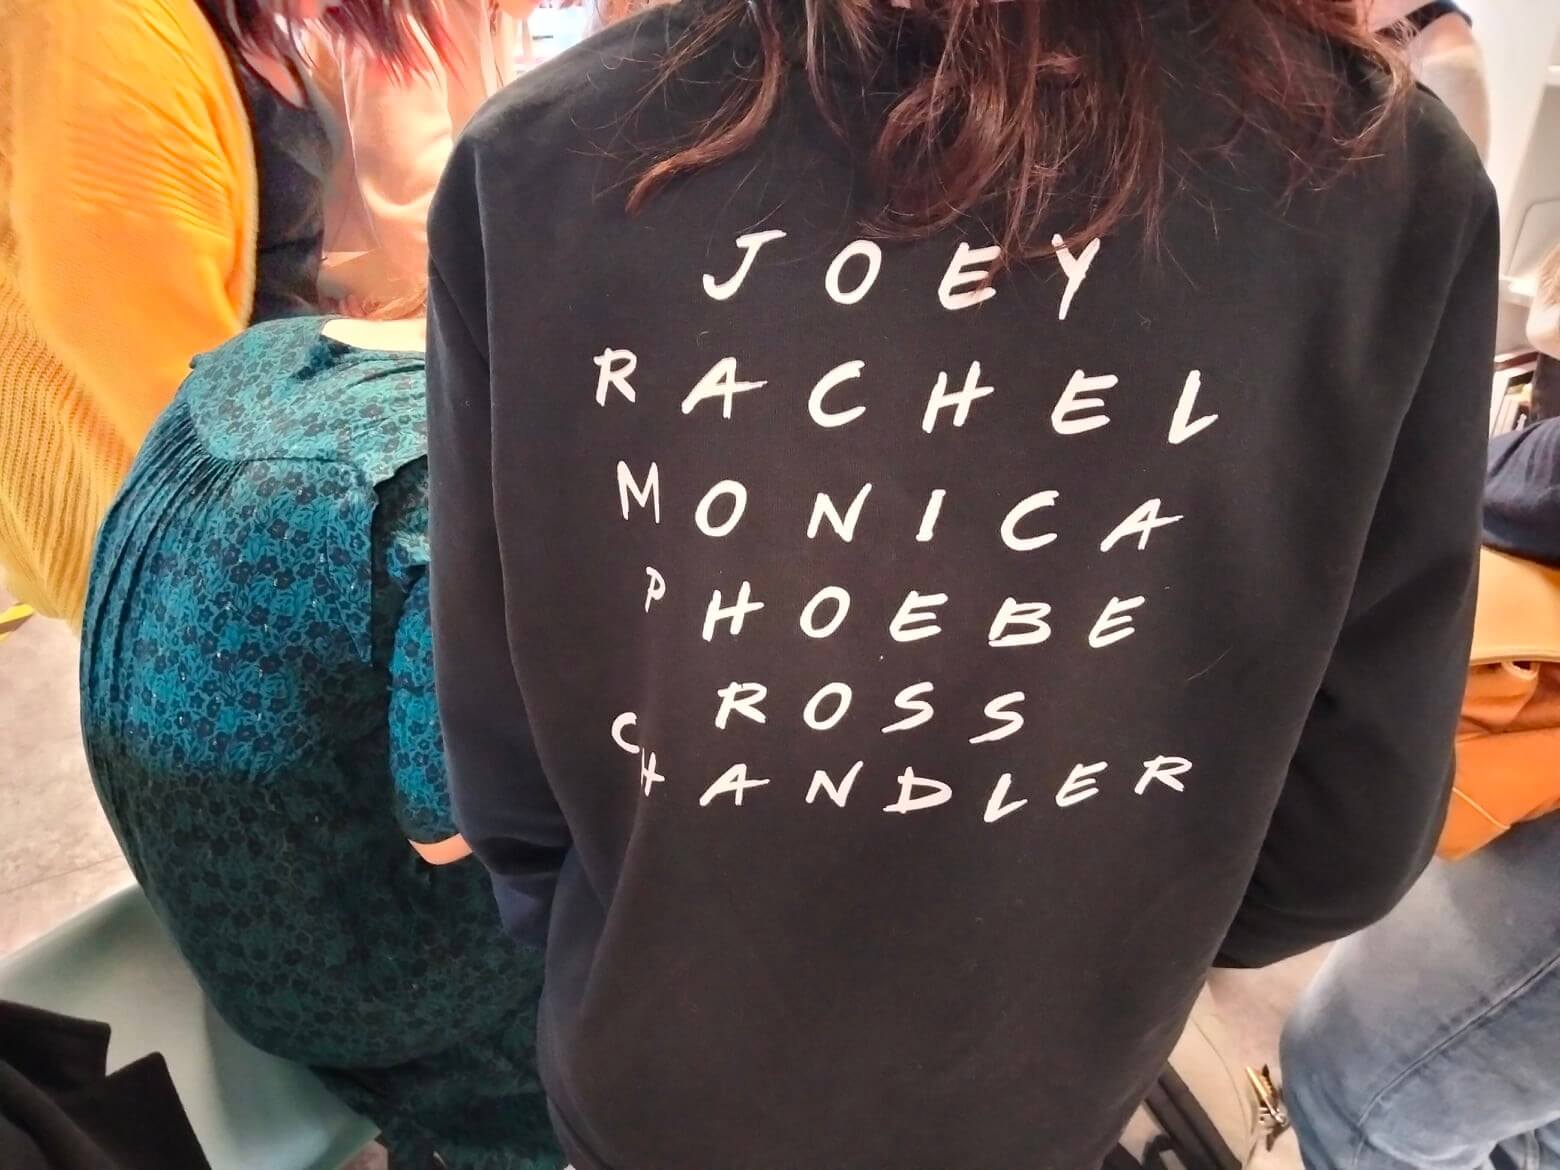 JOEY
RACHEL
MONICA
PHOEBE
ROSS
CHANDLER